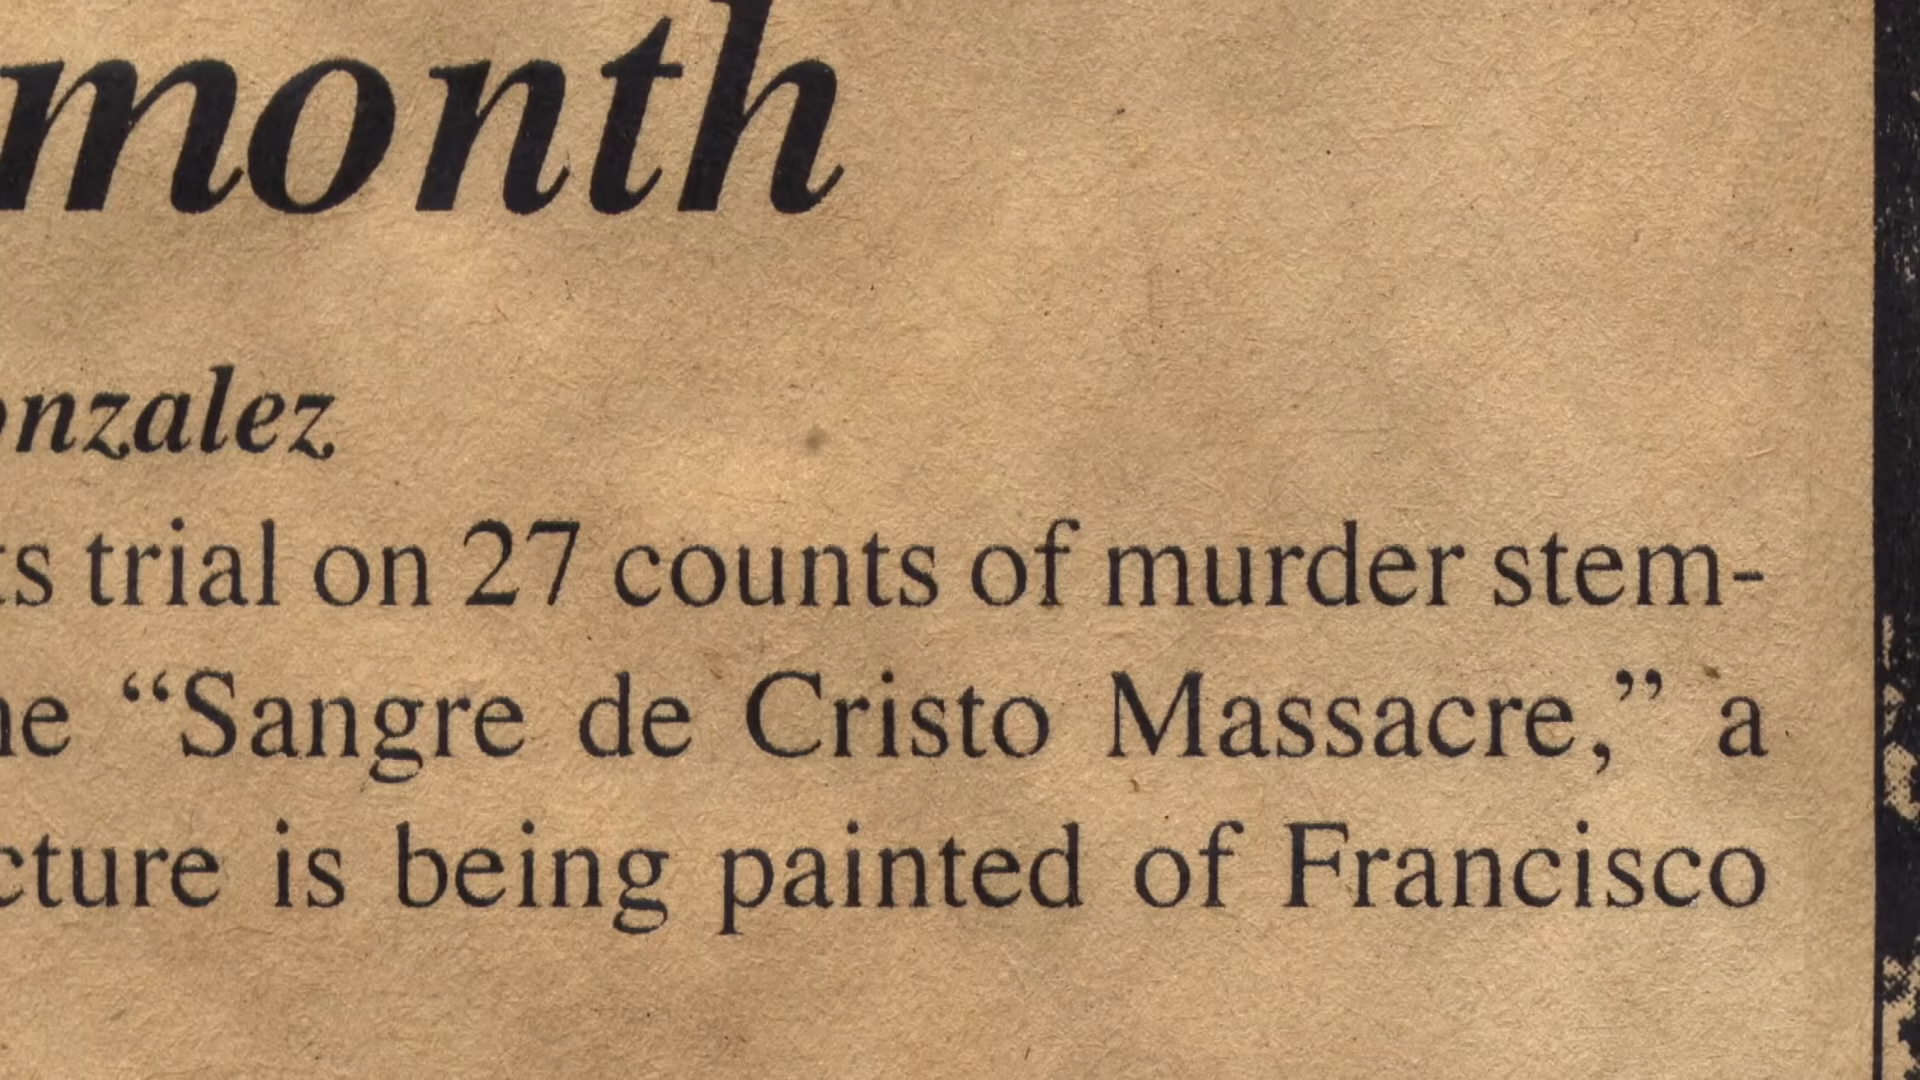 month
onzalez
ts trial on 27 counts of murder stem-
he “Sangre de Cristo Massacre,” a
cture is being painted of Francisco